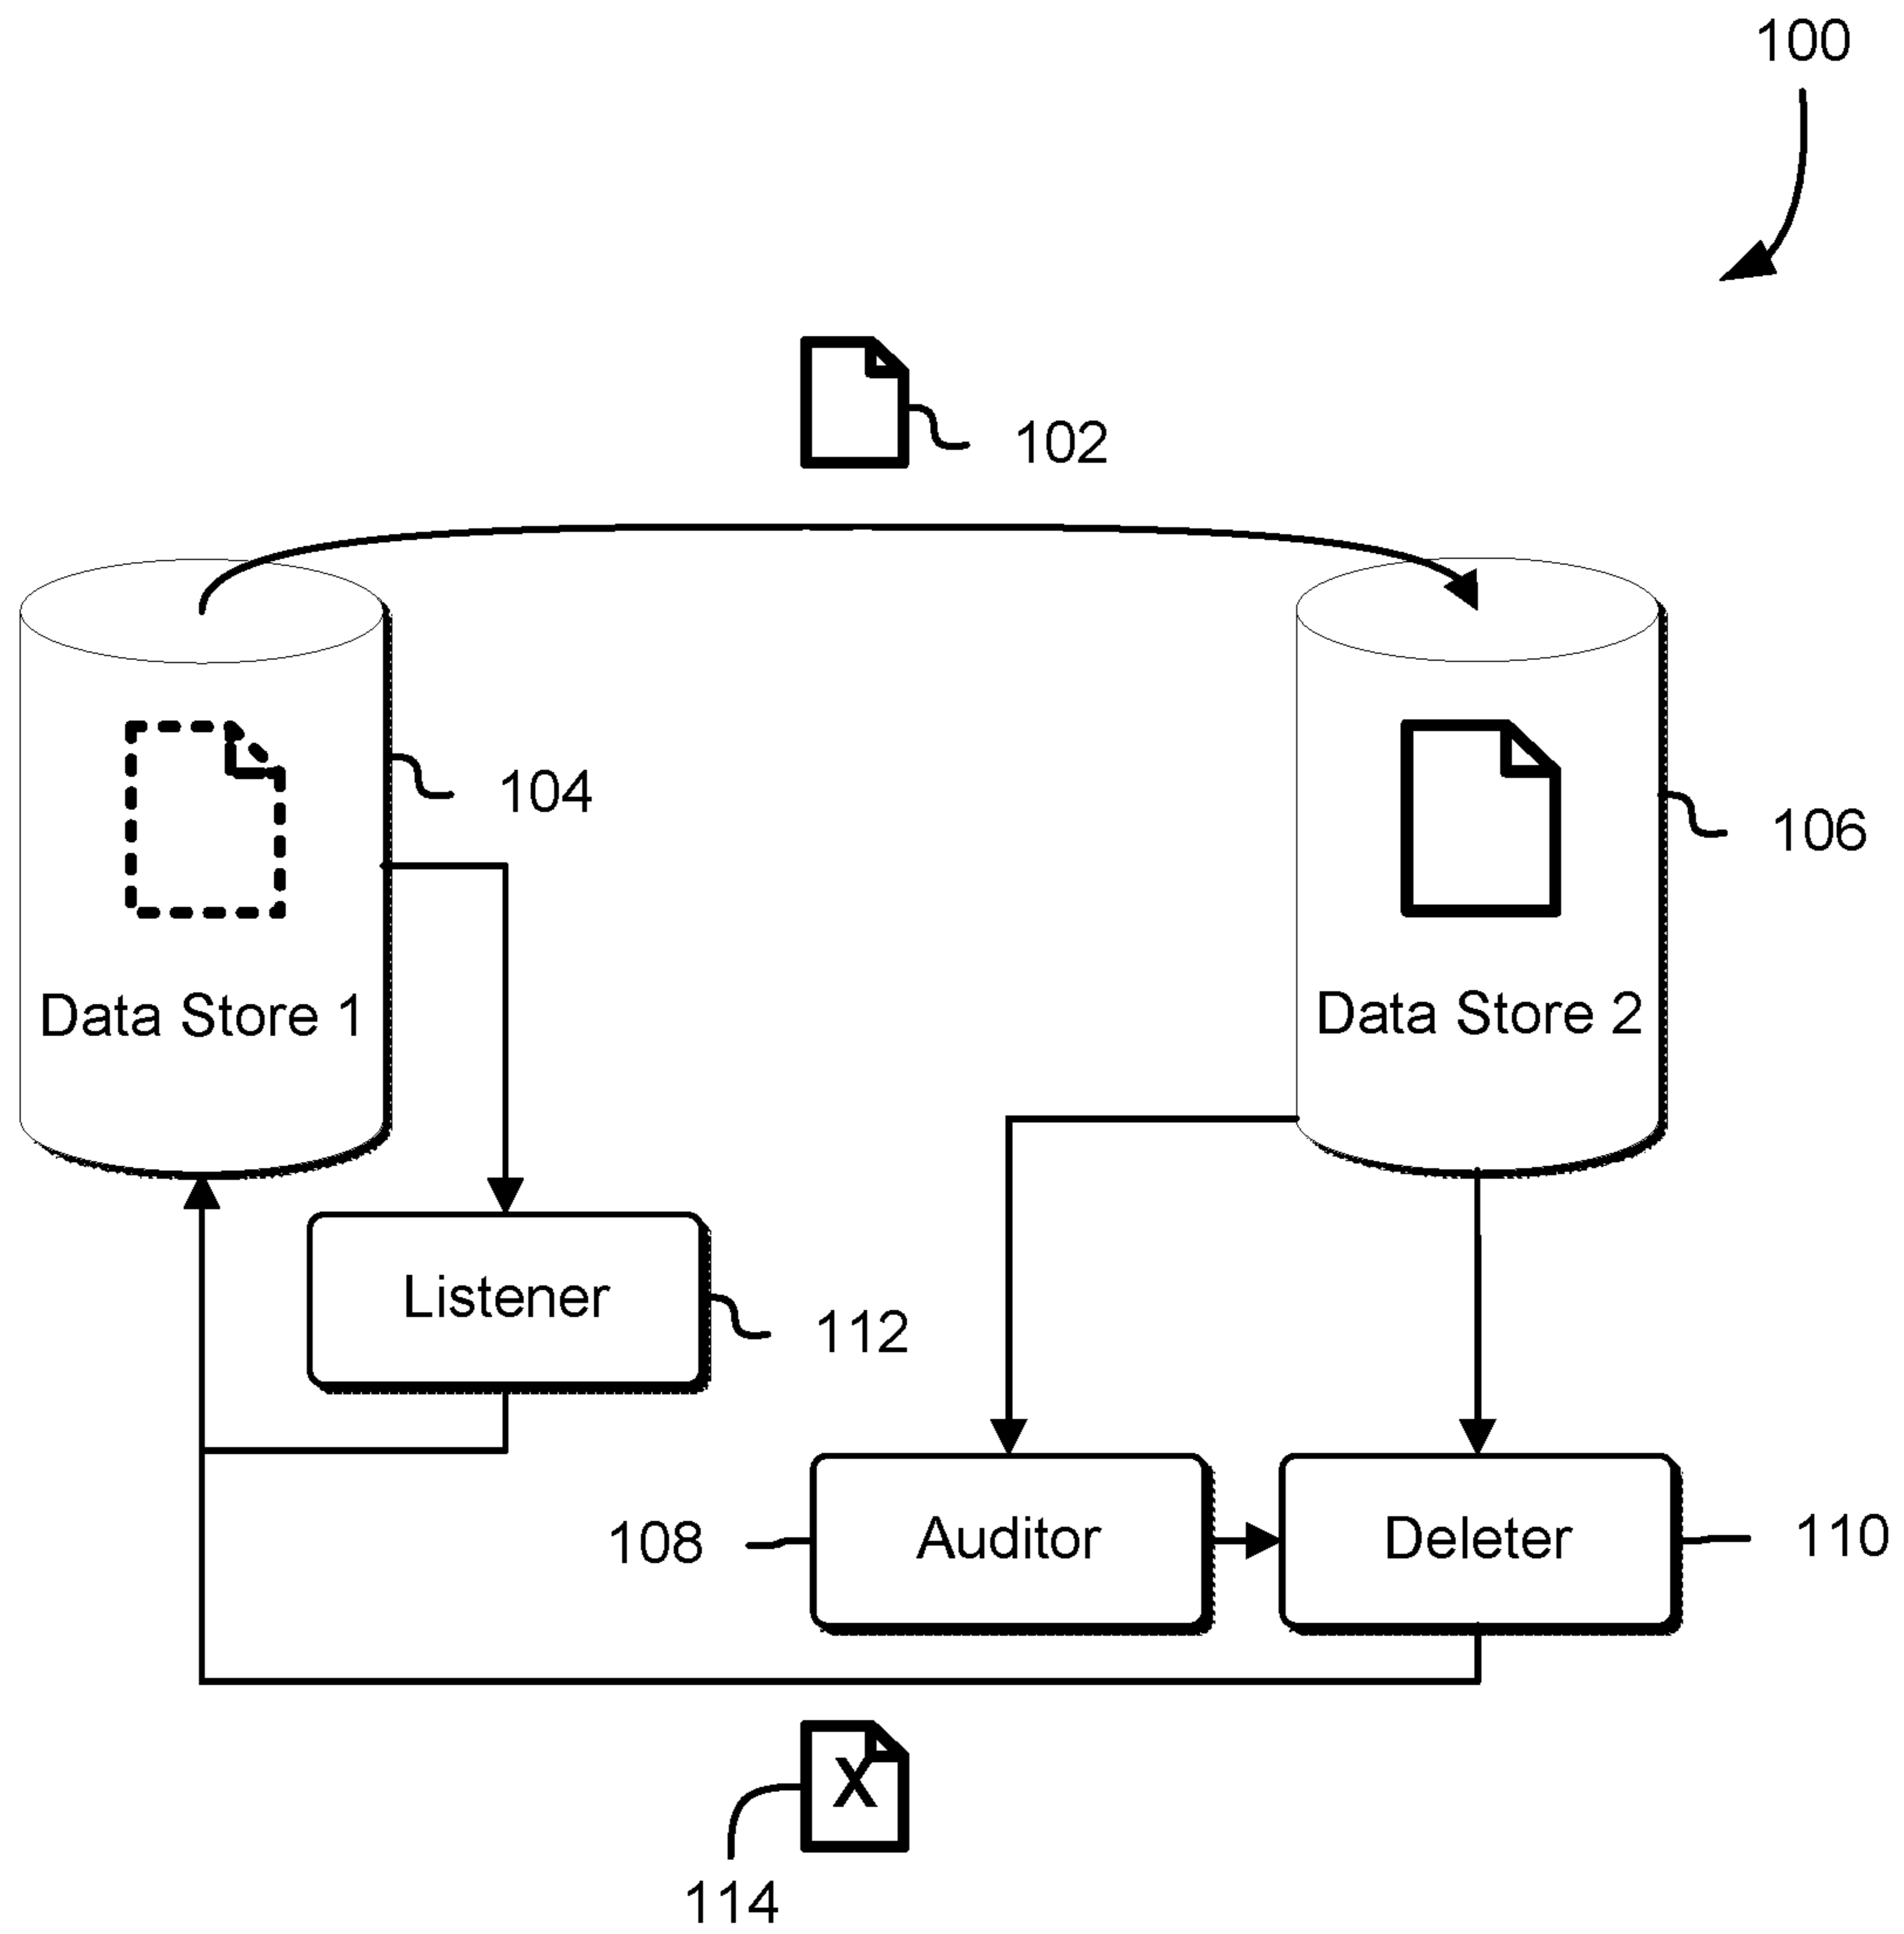 100
102
104
106
Data Store 1
Data Store 2
Listener
112
108
Auditor
Deleter
110
X
114